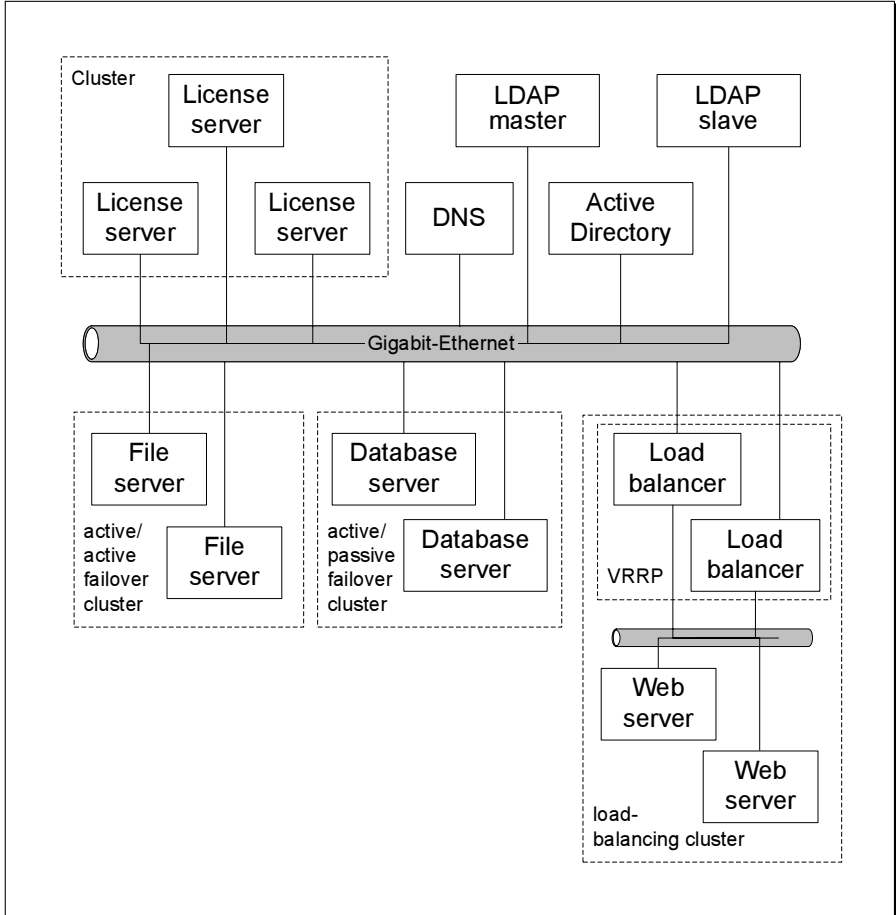 Cluster
License
server
LDAP
master
LDAP
slave
License
server
License
server
DNS
Active
Directory
Gigabit-Ethernet
File
server
active/
active
failover
cluster
File
server
Database
server
active/
passive
failover
cluster
Database
server
Load
balancer
Load
balancer
VRRP
Web
server
Web
server
load-
balancing cluster